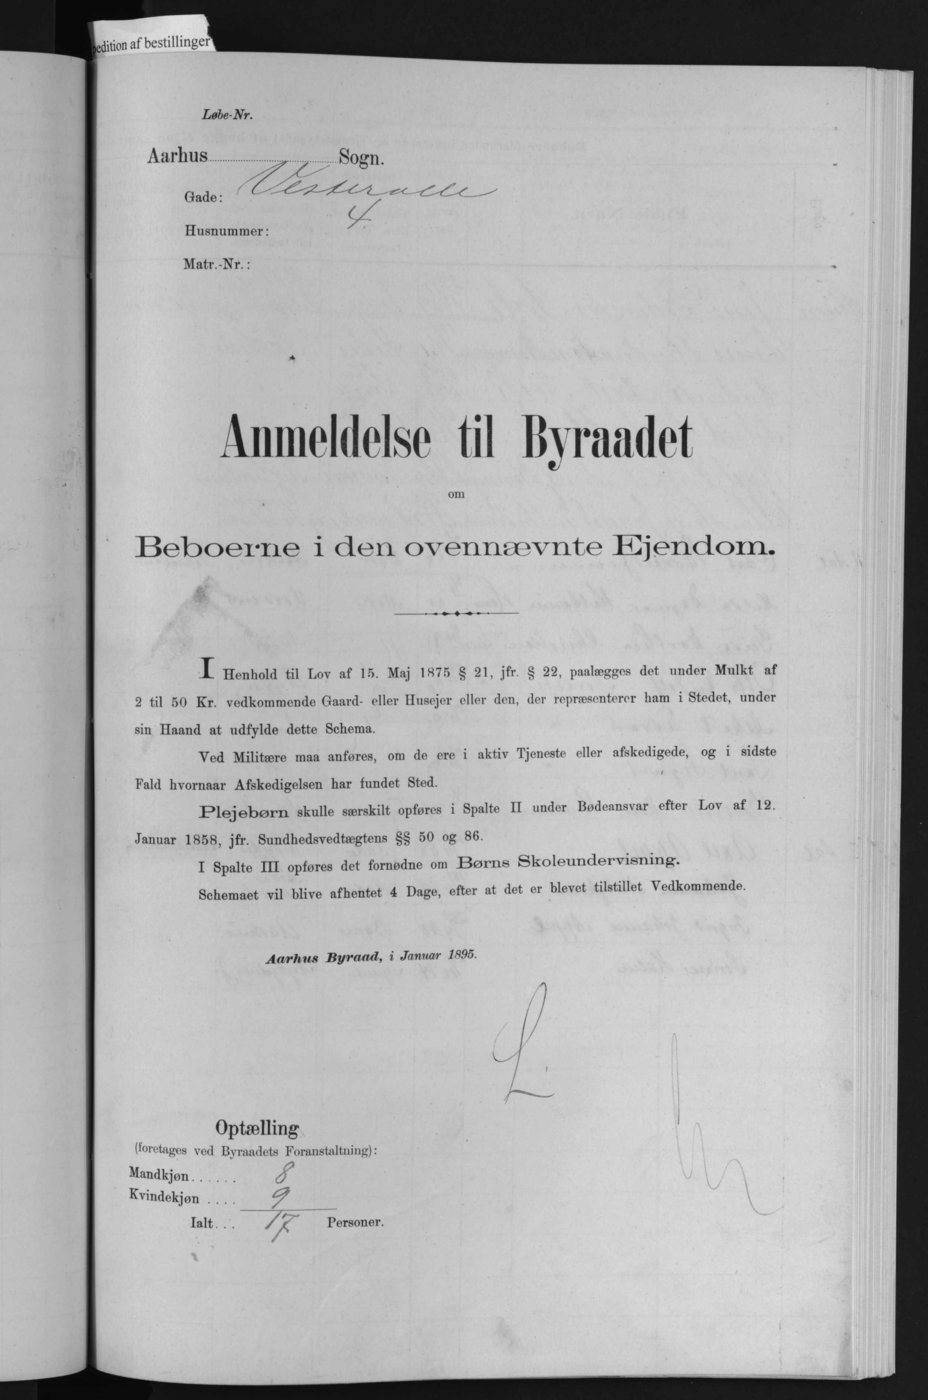 pedition af bestillinger
Løbe-Nr.
Aarhus Sogn.
Gade: Vesteralle
Husnummer: 4.
Matr.-Nr.:
Anmeldelse til Byraadet
om
Beboerne i den ovennævnte Ejendom.
I Henhold til Lov af 15. Maj 1875 § 21, jfr. § 22, paalægges det under Mulkt af
2 til 50 Kr. vedkommende Gaard- eller Husejer eller den, der repræsenterer ham i Stedet, under
sin Haand at udfylde dette Schema.
Ved Militære maa anføres, om de ere i aktiv Tjeneste eller afskedigede, og i sidste
Fald hvornaar Afskedigelsen har fundet Sted.
Plejebørn skulle særskilt opføres i Spalte II under Bødeansvar efter Lov af 12.
Januar 1858, jfr. Sundhedsvedtægtens §§ 50 og 86.
I Spalte III opføres det fornødne om Børns Skoleundervisning.
Schemaet vil blive afhentet 4 Dage, efter at det er blevet tilstillet Vedkommende.
Aarhus Byraad, i Januar 1895.
L.
Optælling
(foretages ved Byraadets Foranstaltning):
Mandkjøn...... 8
Kvindekjøn .... 9
Ialt... 17 Personer.